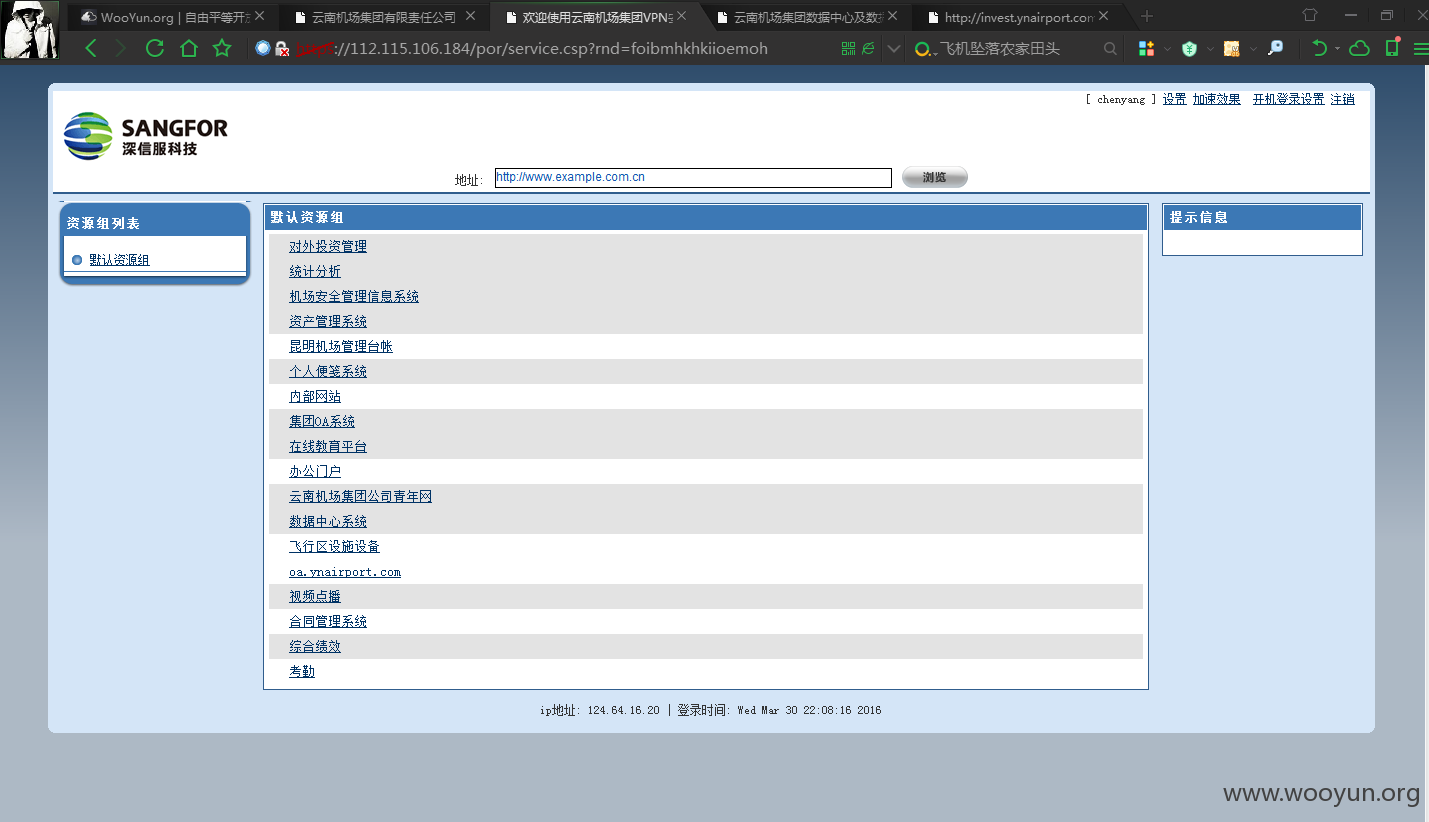 WooYun.org | 自由平等开
云南机场集团有限责任公司
欢迎使用云南机场集团VPN
云南机场集团数据中心及数
http://invest.ynairport.com
://112.115.106.184/por/service.csp?rnd=foibmhkhkiioemoh
飞机坠落农家田头
[ chenyang ] 设置 加速效果 开机登录设置 注销
SANGFOR
深信服科技
地址: http://www.example.com.cn 浏览
资源组列表
默认资源组
默认资源组
对外投资管理
统计分析
机场安全管理信息系统
资产管理系统
昆明机场管理台帐
个人便笺系统
内部网站
集团OA系统
在线教育平台
办公门户
云南机场集团公司青年网
数据中心系统
飞行区设施设备
oa.ynairport.com
视频点播
合同管理系统
综合绩效
考勤
提示信息
ip地址: 124.64.16.20 | 登录时间: Wed Mar 30 22:08:16 2016
www.wooyun.org